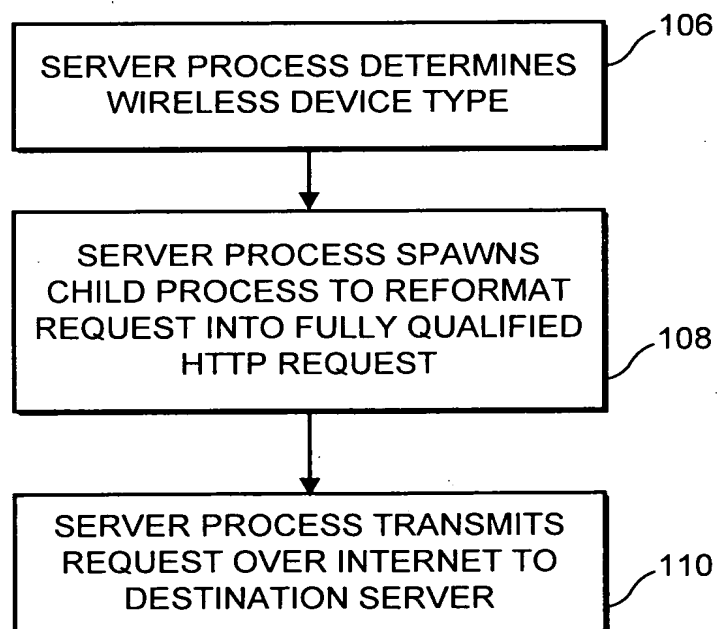 106
SERVER PROCESS DETERMINES
WIRELESS DEVICE TYPE
SERVER PROCESS SPAWNS
CHILD PROCESS TO REFORMAT
REQUEST INTO FULLY QUALIFIED
HTTP REQUEST
108
SERVER PROCESS TRANSMITS
REQUEST OVER INTERNET TO
DESTINATION SERVER
110